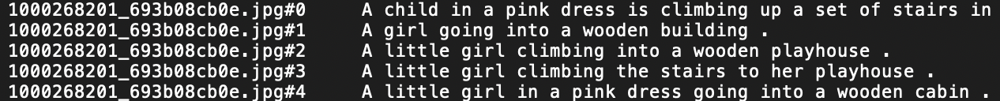 1000268201_693b08cb0e.jpg#0 A child in a pink dress is climbing up a set of stairs in
1000268201_693b08cb0e.jpg#1 A girl going into a wooden building .
1000268201_693b08cb0e.jpg#2 A little girl climbing into a wooden playhouse .
1000268201_693b08cb0e.jpg#3 A little girl climbing the stairs to her playhouse .
1000268201_693b08cb0e.jpg#4 A little girl in a pink dress going into a wooden cabin .